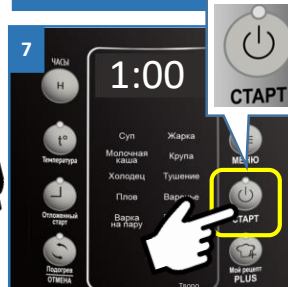 7
ЧАСЫ
Н
1:00
СТАРТ
t°
Температура
Суп
Жарка
Молочная каша
Крупа
МЕНЮ
Холодец
Тушение
Отложенный
старт
Плов
Варенье
СТАРТ
Варка
на пару
Подогрев
ОТМЕНА
Мой рецепт
PLUS